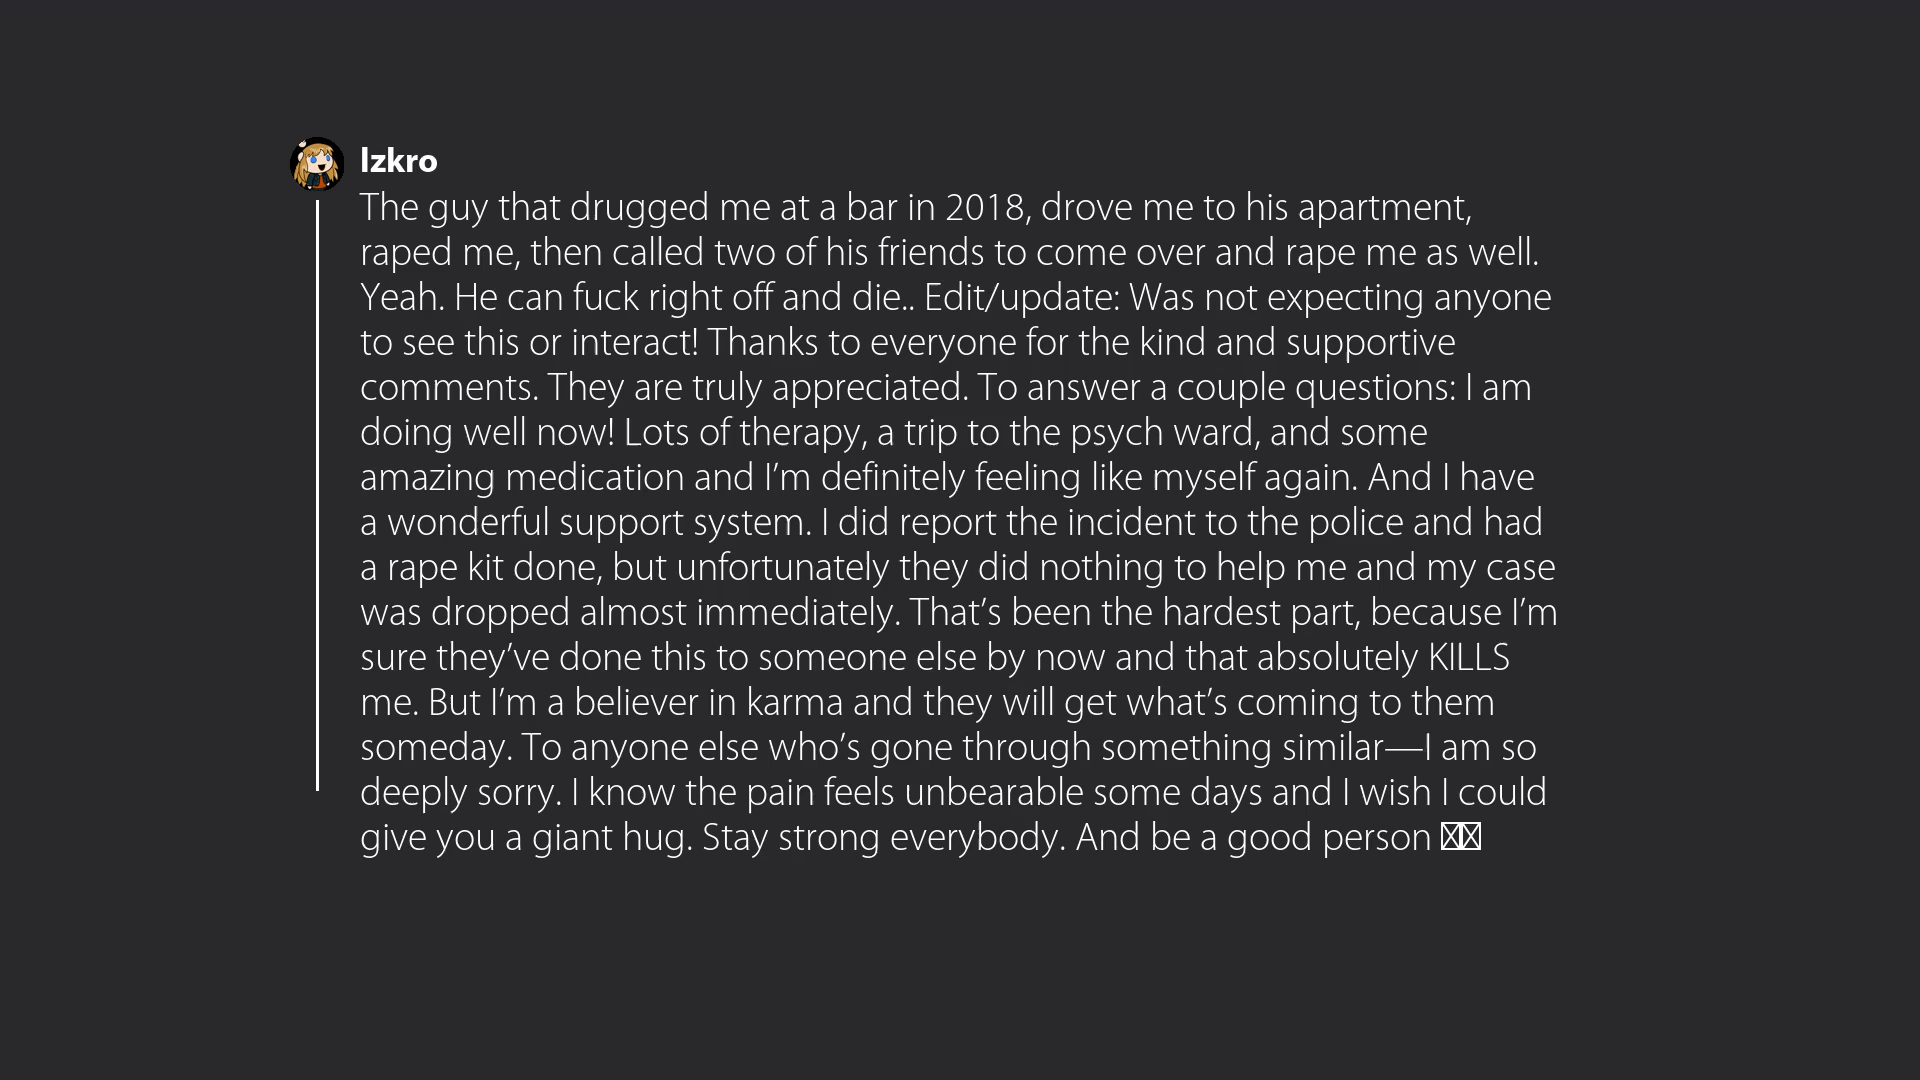 Izkro
The guy that drugged me at a bar in 2018, drove me to his apartment,
raped me, then called two of his friends to come over and rape me as well.
Yeah. He can fuck right off and die.. Edit/update: Was not expecting anyone
to see this or interact! Thanks to everyone for the kind and supportive
comments. They are truly appreciated. To answer a couple questions: I am
doing well now! Lots of therapy, a trip to the psych ward, and some
amazing medication and I’m definitely feeling like myself again. And I have
a wonderful support system. I did report the incident to the police and had
a rape kit done, but unfortunately they did nothing to help me and my case
was dropped almost immediately. That’s been the hardest part, because I’m
sure they’ve done this to someone else by now and that absolutely KILLS
me. But I’m a believer in karma and they will get what’s coming to them
someday. To anyone else who’s gone through something similar—I am so
deeply sorry. I know the pain feels unbearable some days and I wish I could
give you a giant hug. Stay strong everybody. And be a good person